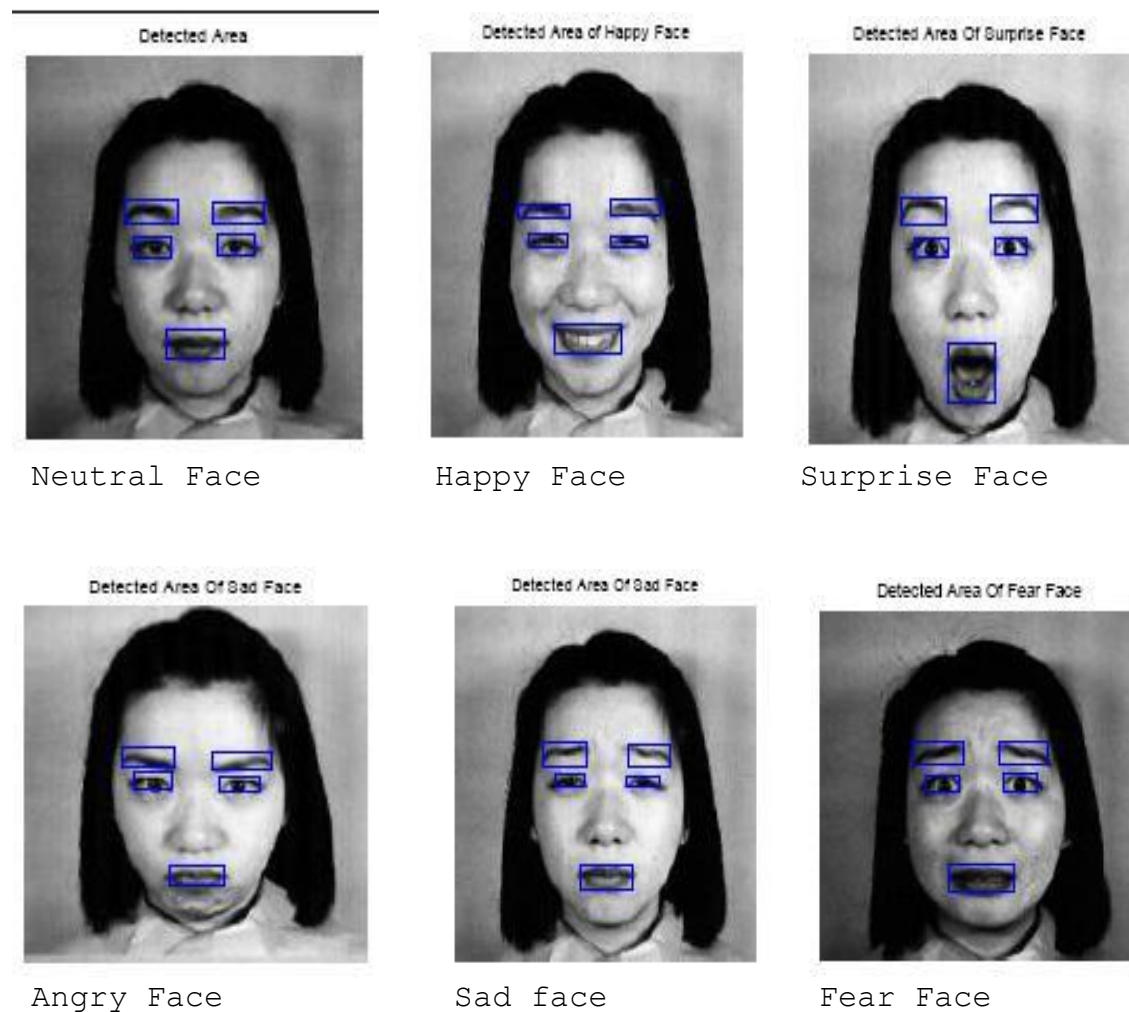 Detected Area
Detected Area of Happy Face
Detected Area Of Surprise Face
Neutral Face
Happy Face
Surprise Face
Detected Area Of Sad Face
Detected Area Of Sad Face
Detected Area Of Fear Face
Angry Face
Sad face
Fear Face